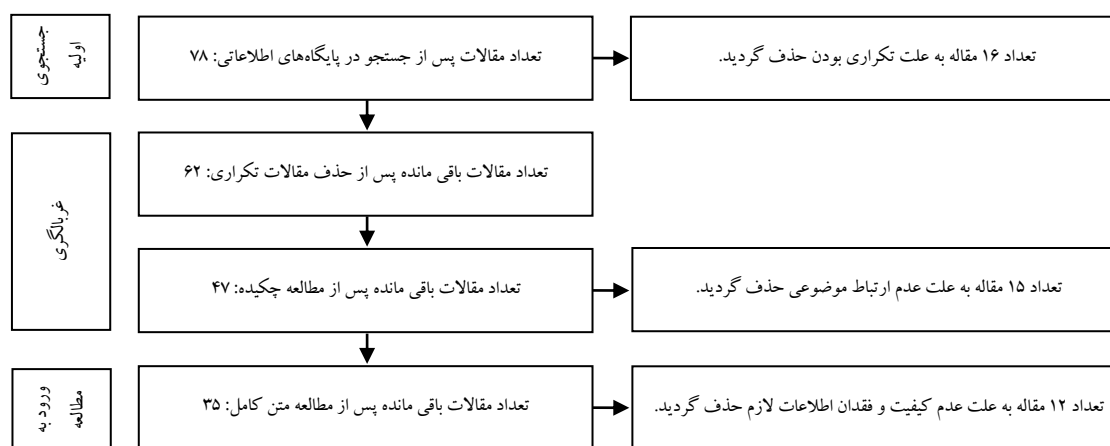 جستجوی
اولیه
تعداد مقالات پس از جستجو در پایگاه‌های اطلاعاتی: ۷۸
تعداد ۱۶ مقاله به علت تکراری بودن حذف گردید.
غربالگری
تعداد مقالات باقی مانده پس از حذف مقالات تکراری: ۶۲
تعداد مقالات باقی مانده پس از مطالعه چکیده: ۴۷
تعداد ۱۵ مقاله به علت عدم ارتباط موضوعی حذف گردید.
ورود به
مطالعه
تعداد مقالات باقی مانده پس از مطالعه متن کامل: ۳۵
تعداد ۱۲ مقاله به علت عدم کیفیت و فقدان اطلاعات لازم حذف گردید.